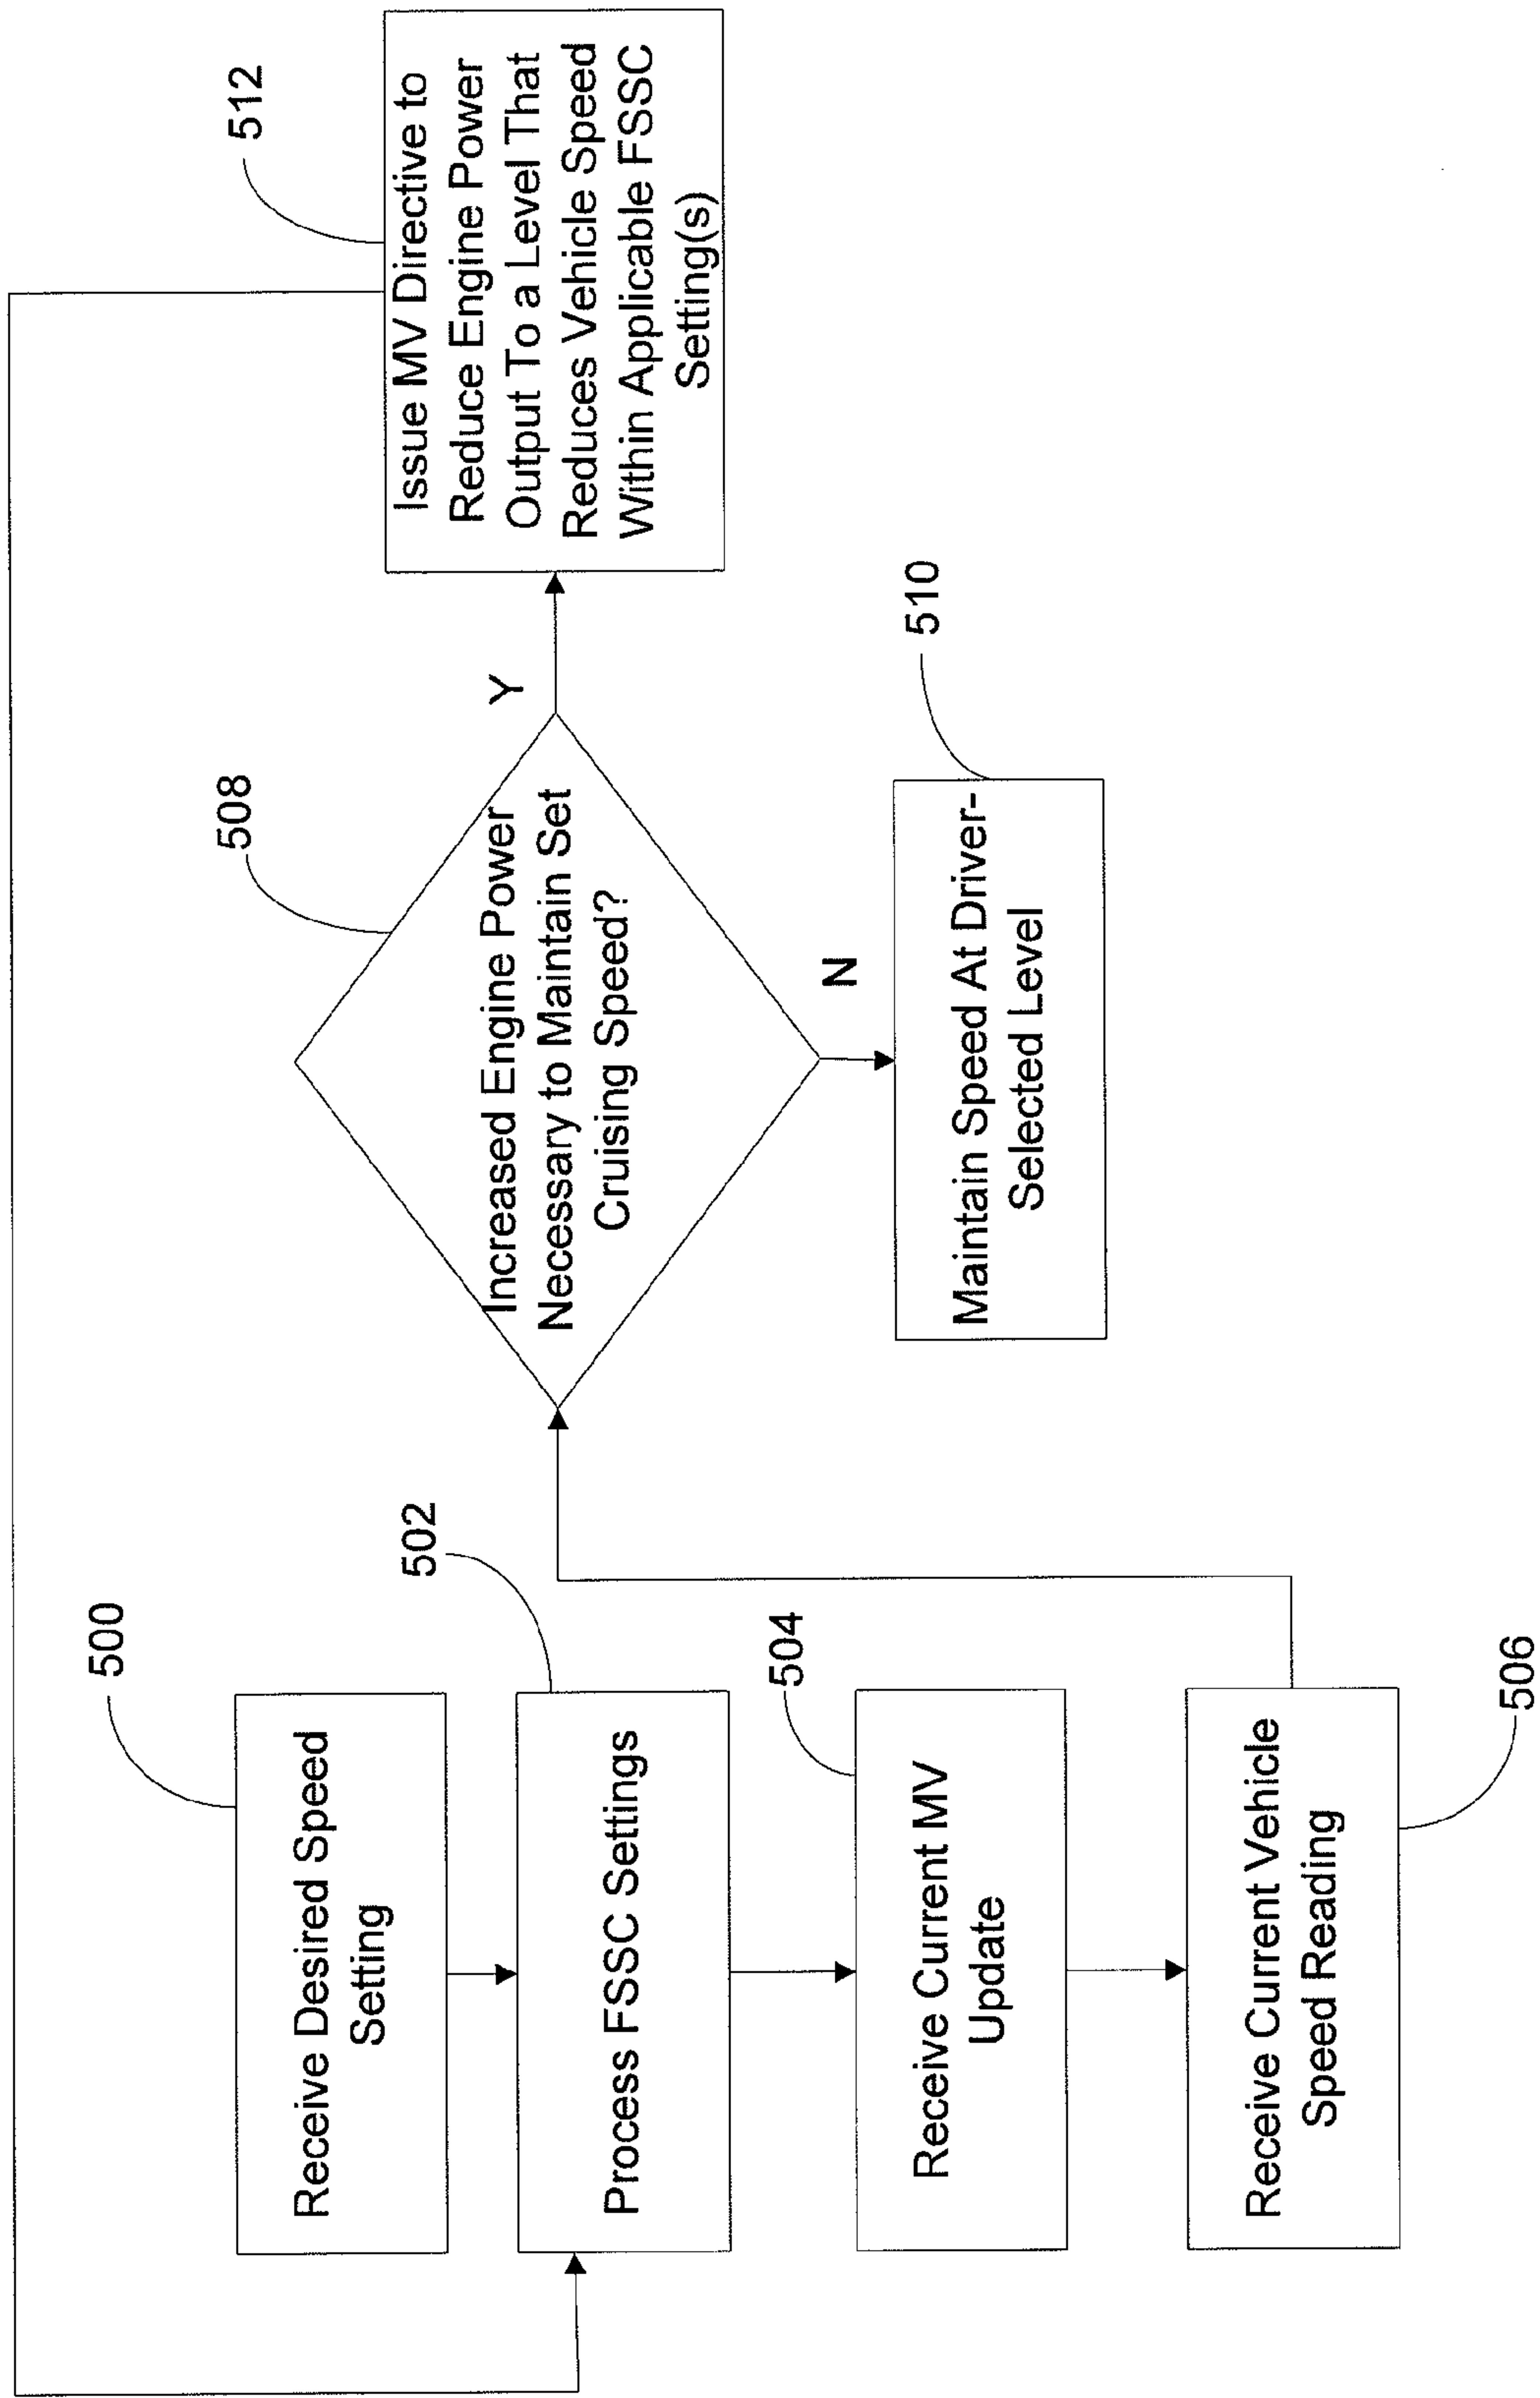 500
Receive Desired Speed
Setting
502
Process FSSC Settings
504
Receive Current MV
Update
506
Receive Current Vehicle
Speed Reading
508
Increased Engine Power
Necessary to Maintain Set
Cruising Speed?
Y
N
510
Maintain Speed At Driver-
Selected Level
512
Issue MV Directive to
Reduce Engine Power
Output To a Level That
Reduces Vehicle Speed
Within Applicable FSSC
Setting(s)